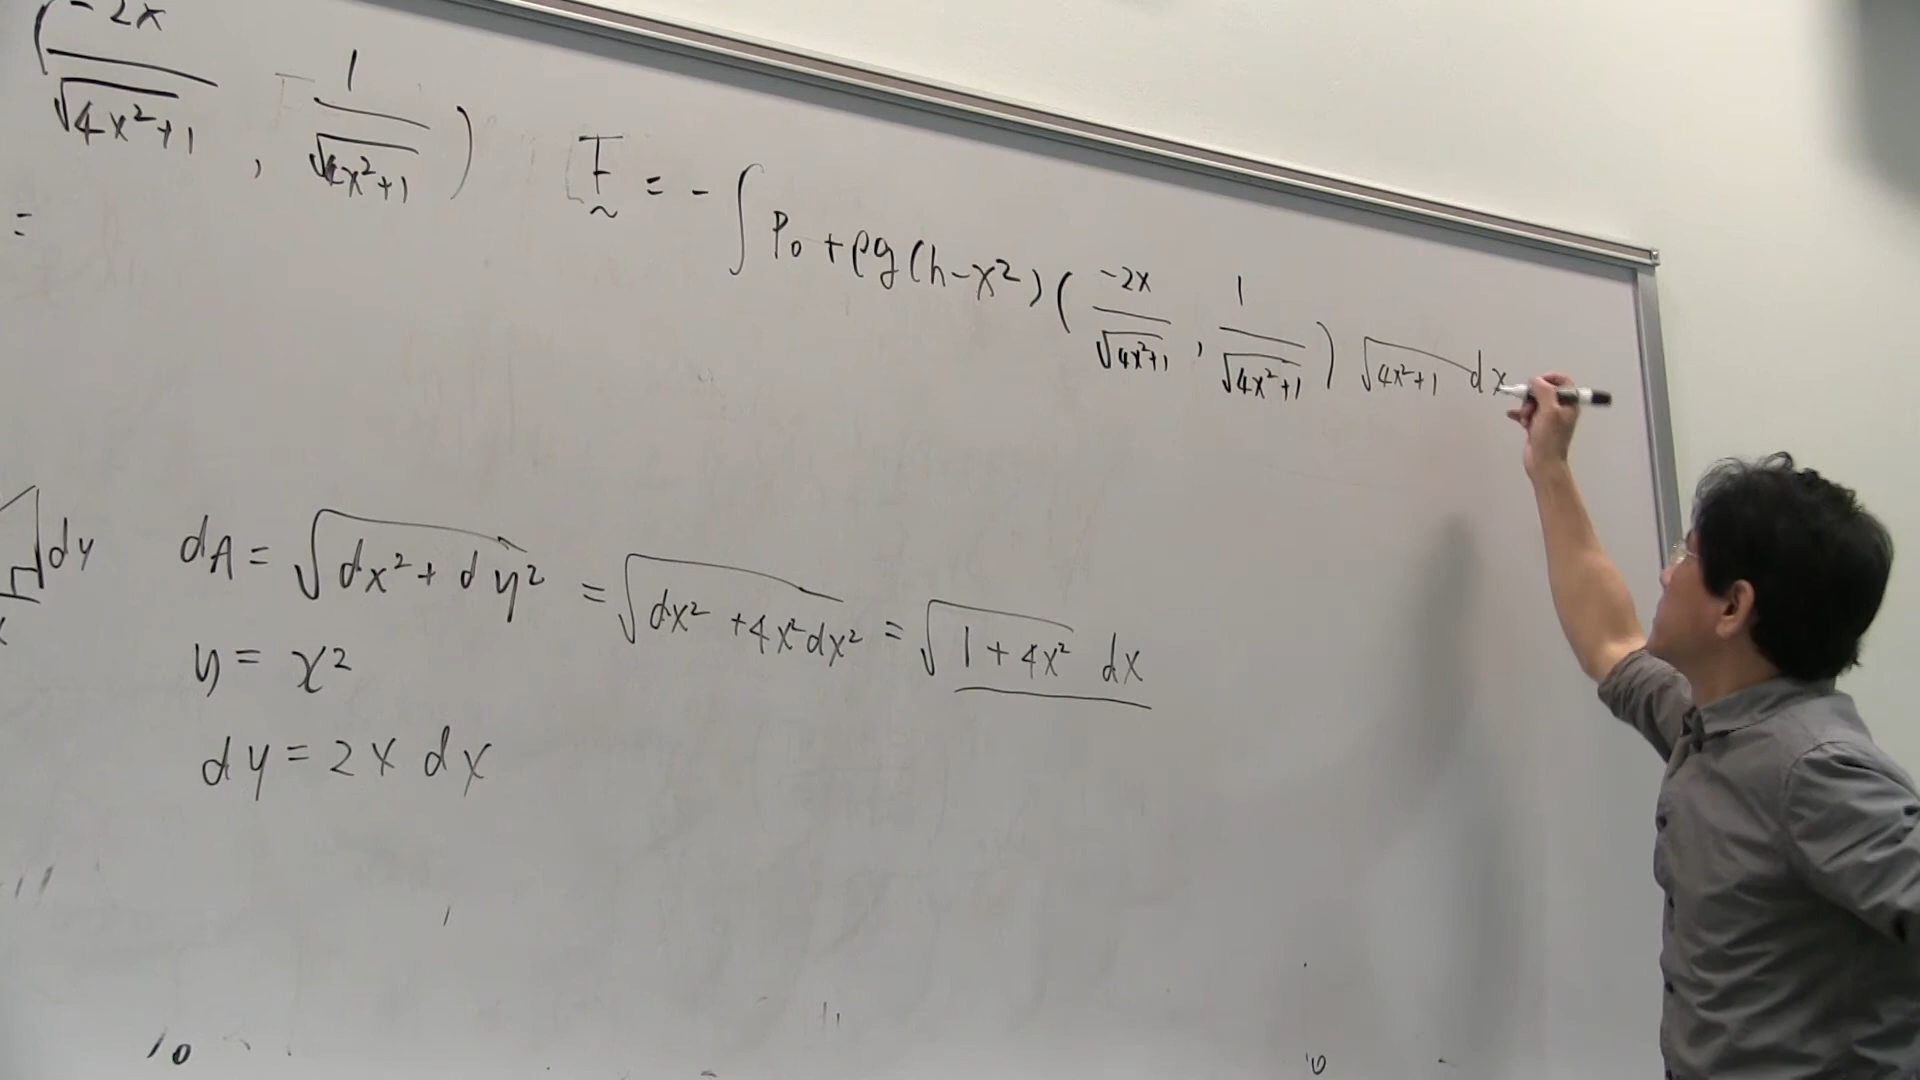 ( -2x / √4x²+1 , 1 / √4x²+1 )
=
F = - ∫ P₀ + ρg (h-x²) ( -2x / √4x²+1 , 1 / √4x²+1 ) √4x²+1 dx
dy
dA = √dx² + dy² = √dx² + 4x²dx² = √1 + 4x² dx
y = x²
dy = 2x dx